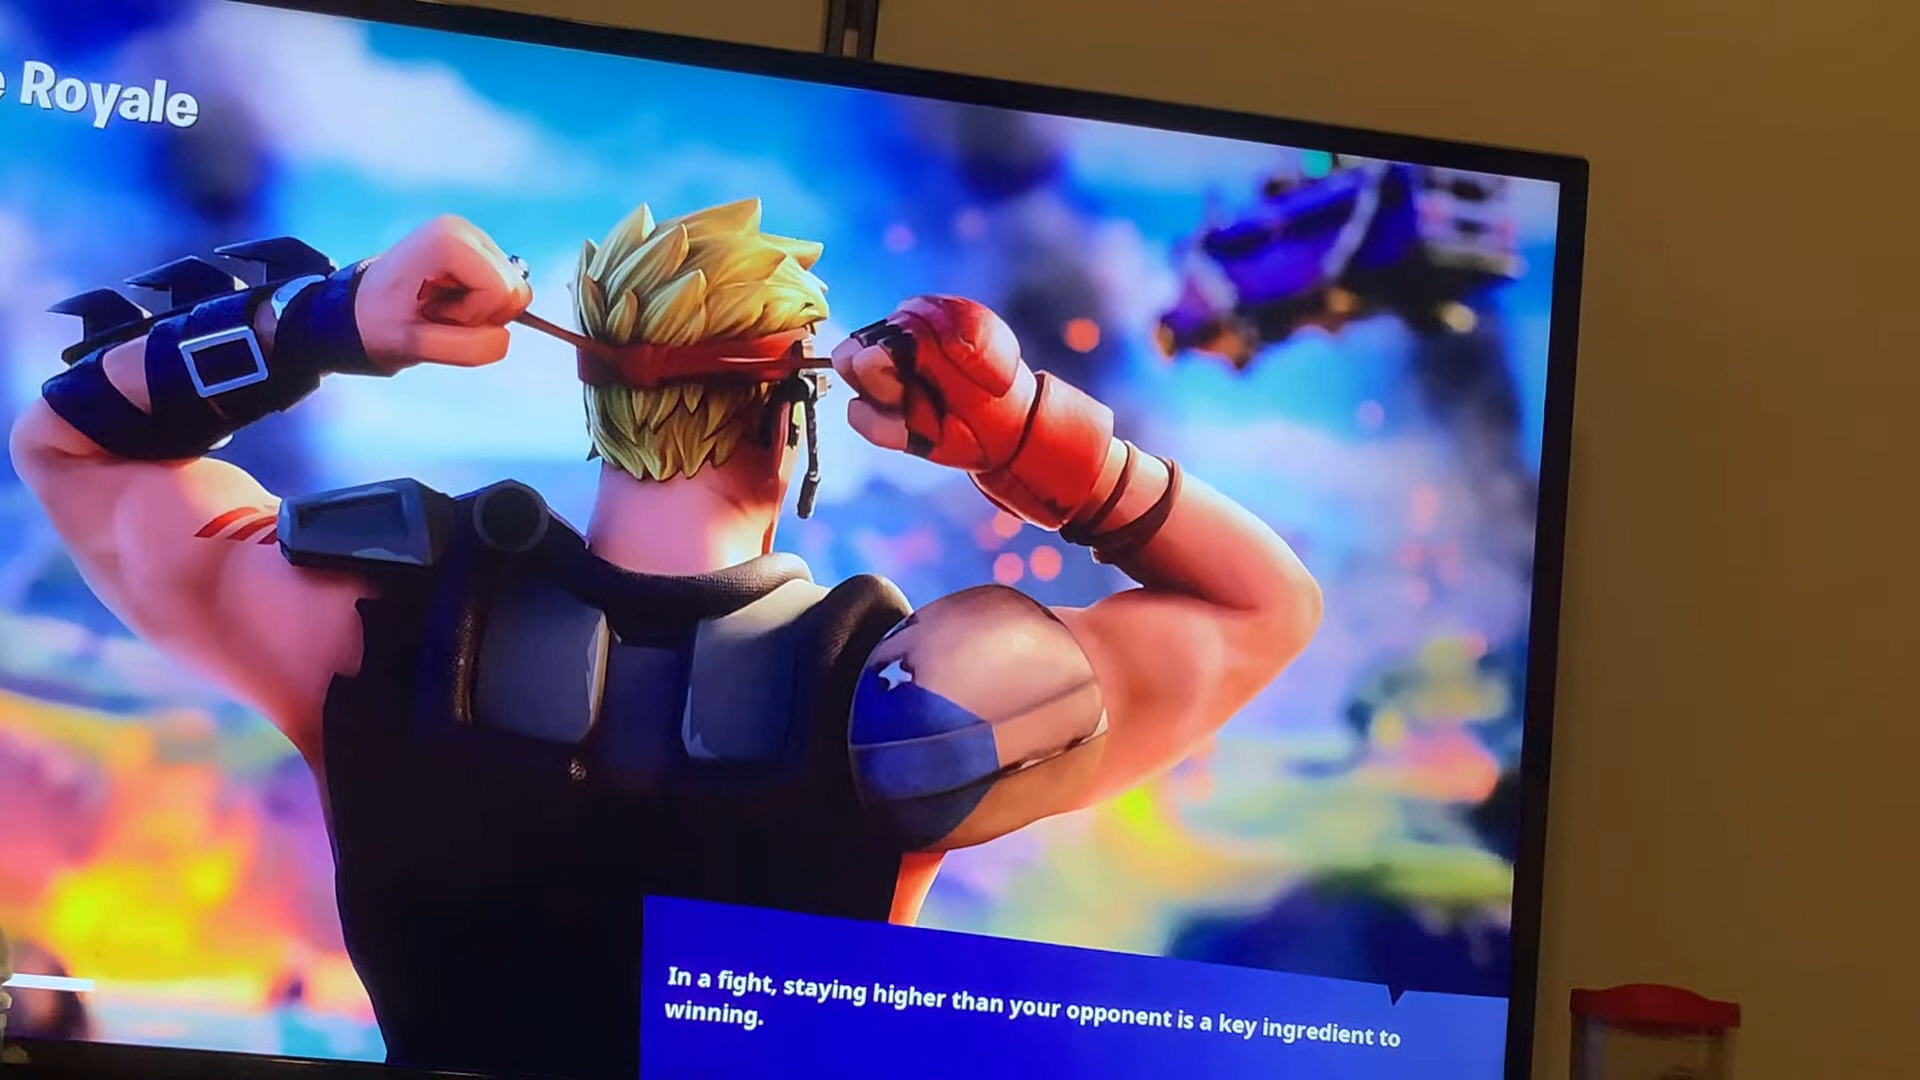 Royale
In a fight, staying higher than your opponent is a key ingredient to
winning.